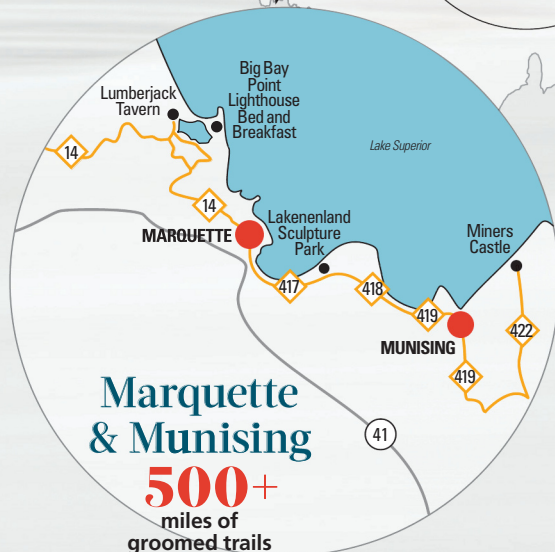 Big Bay
Point
Lighthouse
Bed and
Breakfast
Lumberjack
Tavern
Lake Superior
14
14
MARQUETTE
Lakenenland
Sculpture
Park
Miners
Castle
417
418
419
422
MUNISING
419
41
Marquette
& Munising
500+
miles of
groomed trails